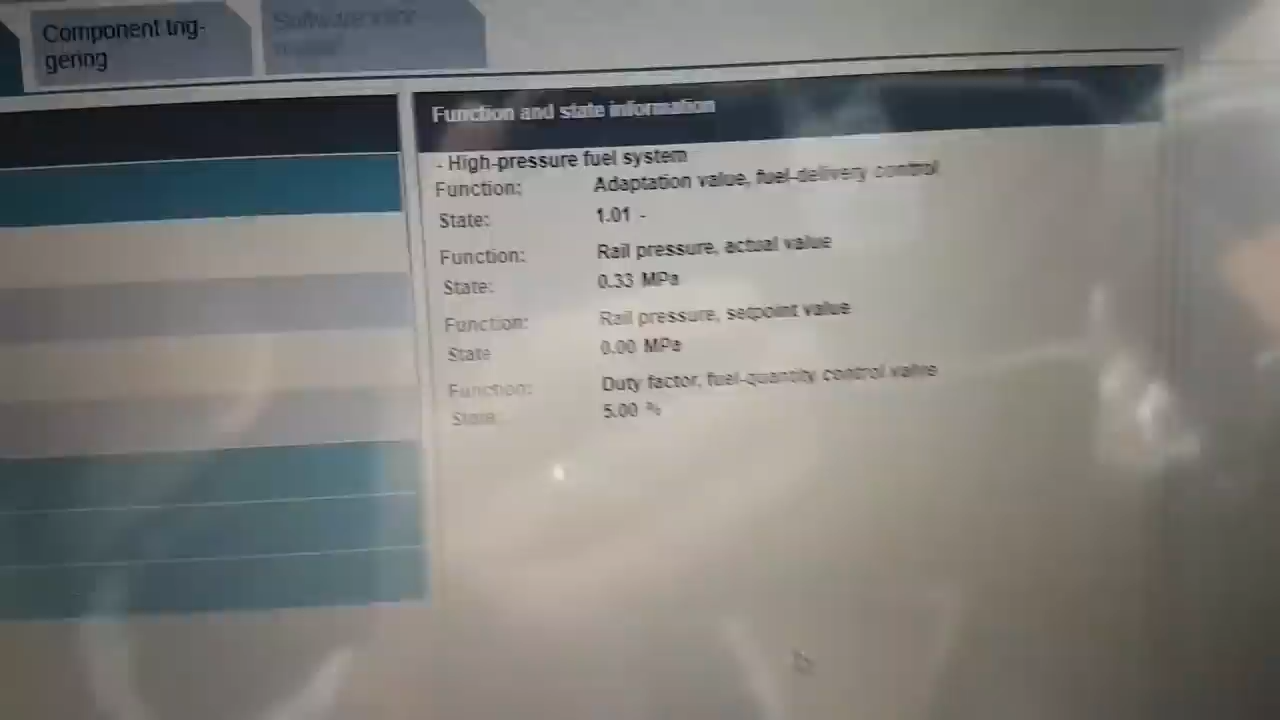 Component trig-
gering
Function and state information
- High-pressure fuel system
Function: Adaptation value, fuel-delivery control
State: 1.01 -
Function: Rail pressure, actual value
State: 0.33 MPa
Function: Rail pressure, setpoint value
State 0.00 MPa
Function: Duty factor, fuel-quantity control valve
State: 5.00 %